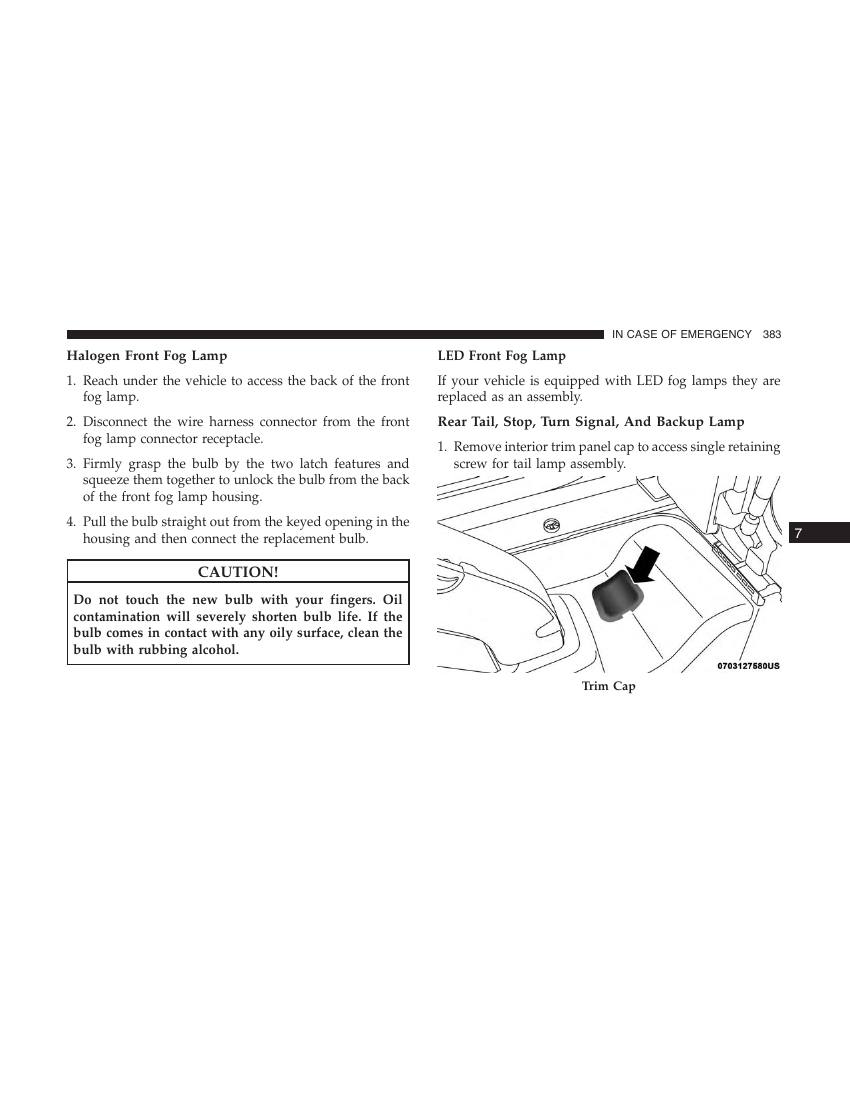 IN CASE OF EMERGENCY 383
Halogen Front Fog Lamp
1. Reach under the vehicle to access the back of the front
fog lamp.
2. Disconnect the wire harness connector from the front
fog lamp connector receptacle.
3. Firmly grasp the bulb by the two latch features and
squeeze them together to unlock the bulb from the back
of the front fog lamp housing.
4. Pull the bulb straight out from the keyed opening in the
housing and then connect the replacement bulb.
CAUTION!
Do not touch the new bulb with your fingers. Oil
contamination will severely shorten bulb life. If the
bulb comes in contact with any oily surface, clean the
bulb with rubbing alcohol.
LED Front Fog Lamp
If your vehicle is equipped with LED fog lamps they are
replaced as an assembly.
Rear Tail, Stop, Turn Signal, And Backup Lamp
1. Remove interior trim panel cap to access single retaining
screw for tail lamp assembly.
0703127580US
Trim Cap
7